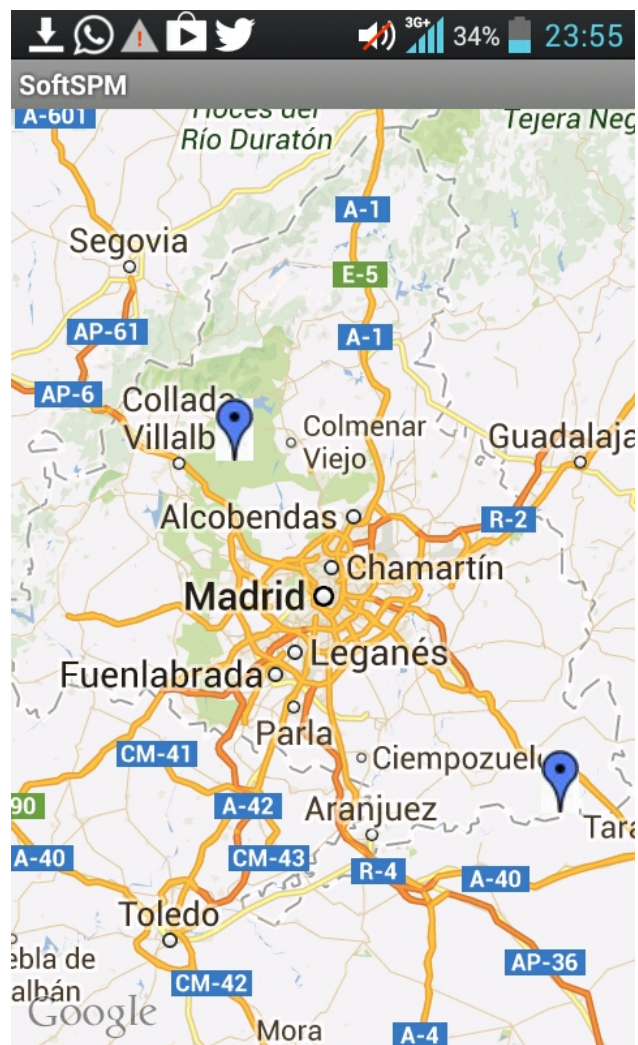 3G+ 34% 23:55
SoftSPM
A-601
Hoces del
Río Duratón
Tejera Neg
A-1
Segovia
E-5
AP-61
A-1
AP-6
Collado
Villalb
Colmenar
Viejo
Guadalaja
Alcobendas
R-2
Chamartín
Madrid
Leganés
Fuenlabrada
Parla
CM-41
Ciempozuel
90
A-42
Aranjuez
Tara
A-40
CM-43
R-4
A-40
Toledo
ebla de
albán
CM-42
AP-36
Google
Mora
A-4